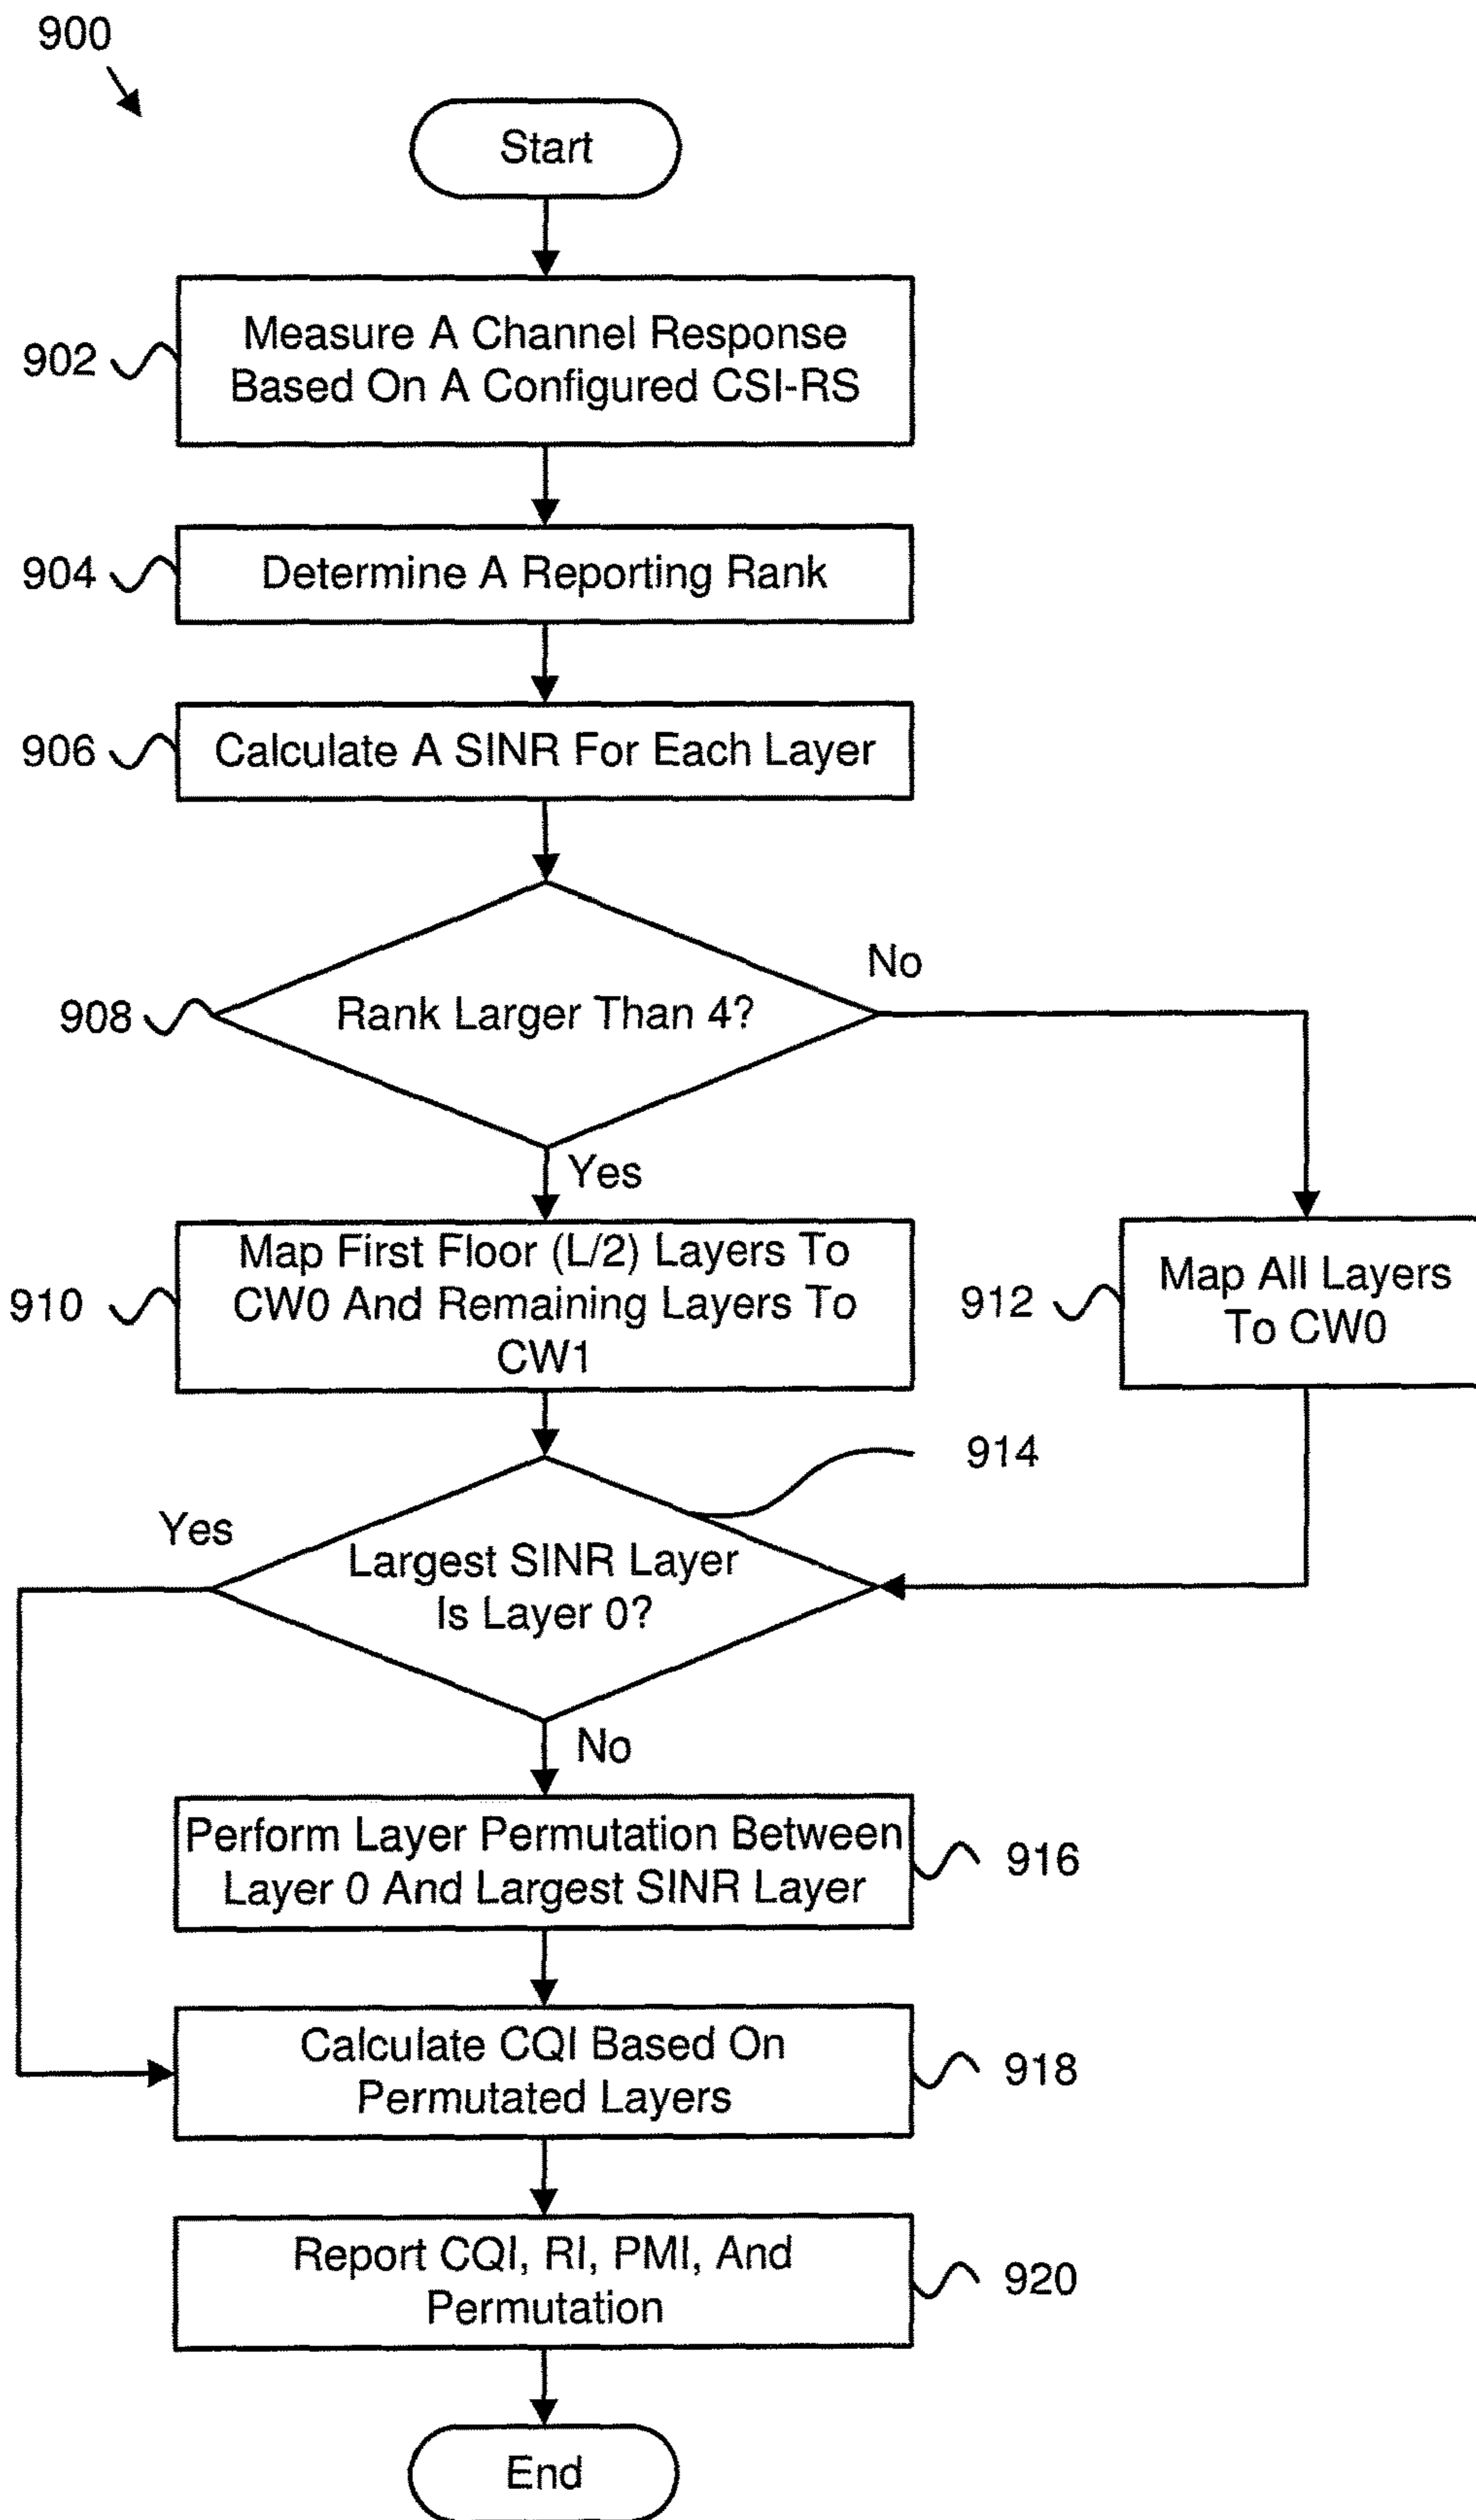 900
Start
902
Measure A Channel Response
Based On A Configured CSI-RS
904
Determine A Reporting Rank
906
Calculate A SINR For Each Layer
908
Rank Larger Than 4?
No
Yes
910
Map First Floor (L/2) Layers To
CW0 And Remaining Layers To
CW1
912
Map All Layers
To CW0
914
Yes
Largest SINR Layer
Is Layer 0?
No
Perform Layer Permutation Between
Layer 0 And Largest SINR Layer
916
Calculate CQI Based On
Permutated Layers
918
Report CQI, RI, PMI, And
Permutation
920
End